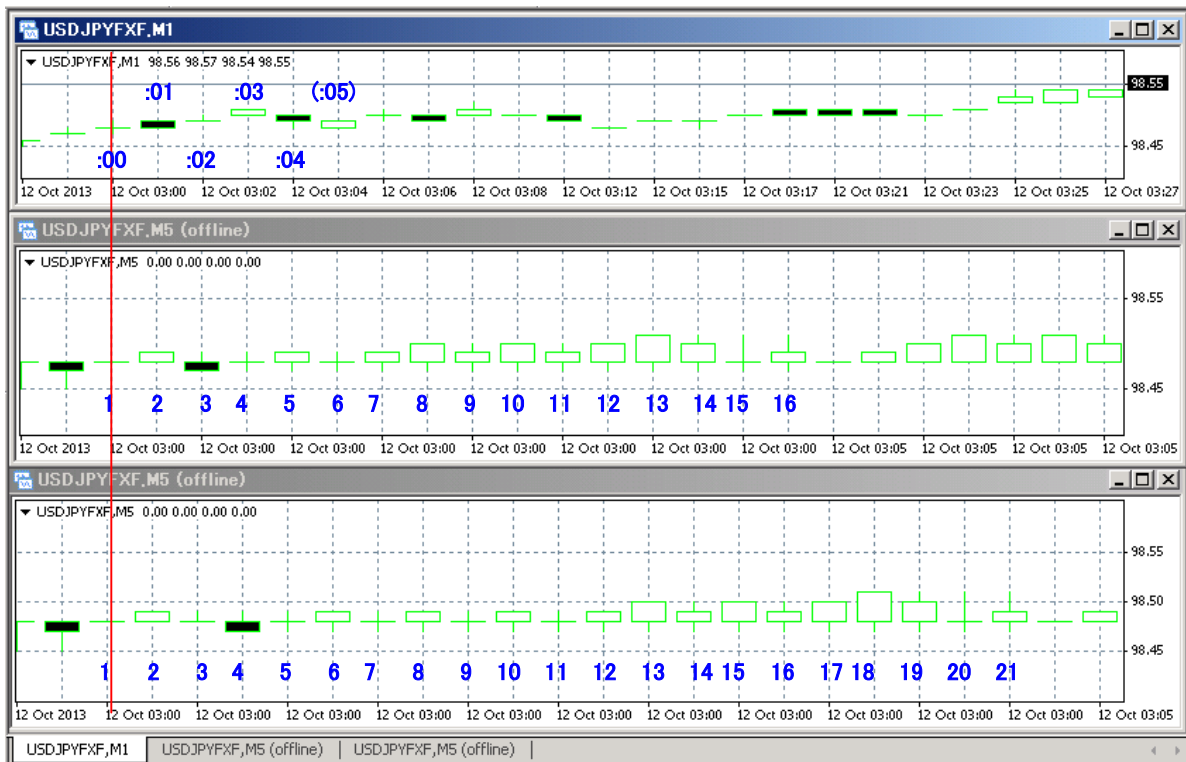 USDJPYFXF,M1
USDJPYFXF,M1 98.56 98.57 98.54 98.55
:01 :03 (:05)
98.55
:00 :02 :04
98.45
12 Oct 2013 12 Oct 03:00 12 Oct 03:02 12 Oct 03:04 12 Oct 03:06 12 Oct 03:08 12 Oct 03:12 12 Oct 03:15 12 Oct 03:17 12 Oct 03:21 12 Oct 03:23 12 Oct 03:25 12 Oct 03:27
USDJPYFXF,M5 (offline)
USDJPYFXF,M5 0.00 0.00 0.00 0.00
98.55
98.45
1 2 3 4 5 6 7 8 9 10 11 12 13 14 15 16
12 Oct 2013 12 Oct 03:00 12 Oct 03:00 12 Oct 03:00 12 Oct 03:00 12 Oct 03:00 12 Oct 03:00 12 Oct 03:00 12 Oct 03:00 12 Oct 03:05 12 Oct 03:05 12 Oct 03:05 12 Oct 03:05
USDJPYFXF,M5 (offline)
USDJPYFXF,M5 0.00 0.00 0.00 0.00
98.55
98.50
98.45
1 2 3 4 5 6 7 8 9 10 11 12 13 14 15 16 17 18 19 20 21
12 Oct 2013 12 Oct 03:00 12 Oct 03:00 12 Oct 03:00 12 Oct 03:00 12 Oct 03:00 12 Oct 03:00 12 Oct 03:00 12 Oct 03:00 12 Oct 03:00 12 Oct 03:00 12 Oct 03:00 12 Oct 03:05
USDJPYFXF,M1 USDJPYFXF,M5 (offline) USDJPYFXF,M5 (offline)